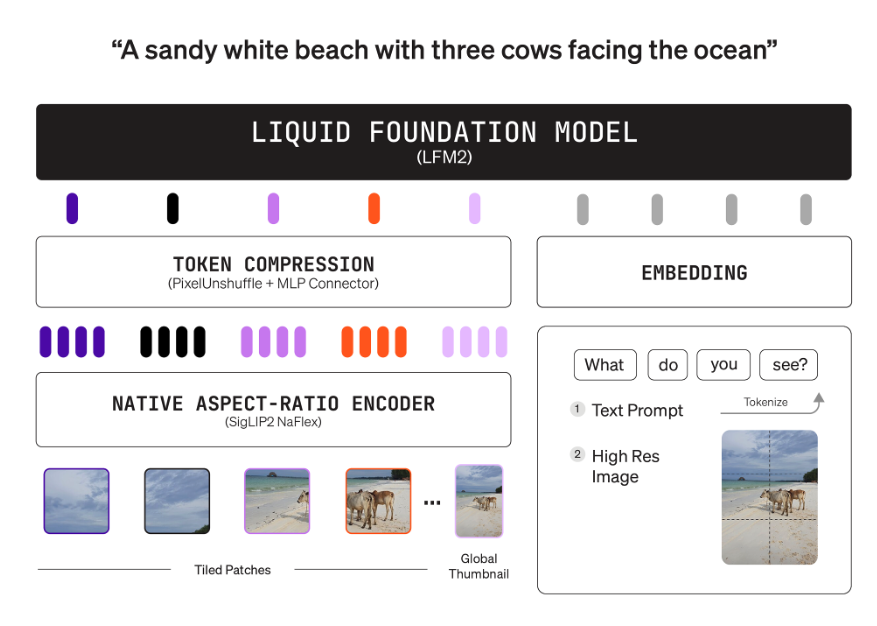 “A sandy white beach with three cows facing the ocean”
LIQUID FOUNDATION MODEL
(LFM2)
TOKEN COMPRESSION
(PixelUnshuffle + MLP Connector)
EMBEDDING
NATIVE ASPECT-RATIO ENCODER
(SigLIP2 NaFlex)
What do you see?
1 Text Prompt
Tokenize
2 High Res
Image
...
Tiled Patches
Global
Thumbnail